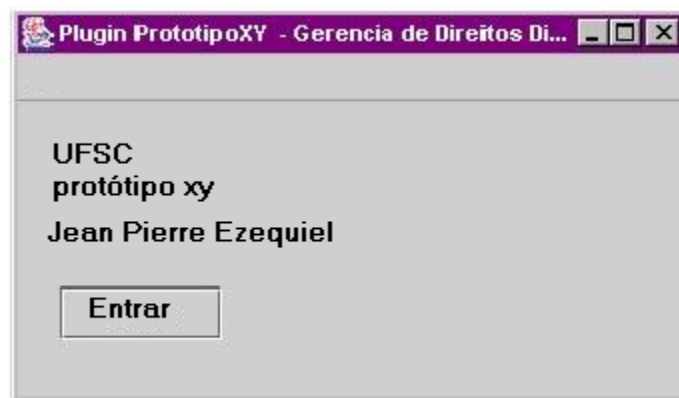 Plugin PrototipoXY - Gerencia de Direitos Di...
UFSC
protótipo xy
Jean Pierre Ezequiel
Entrar